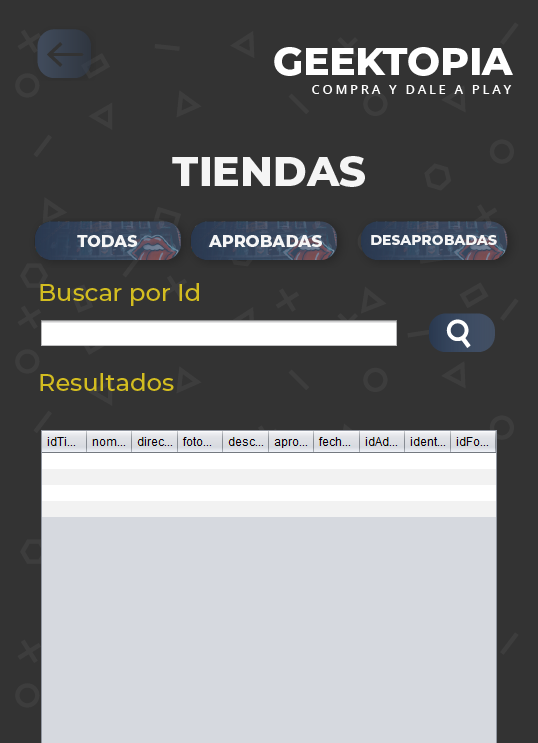 GEEKTOPIA
COMPRA Y DALE A PLAY
TIENDAS
TODAS APROBADAS DESAPROBADAS
Buscar por Id
Resultados
idTi... nom... direc... foto... desc... apro... fech... idAd... ident... idFo...